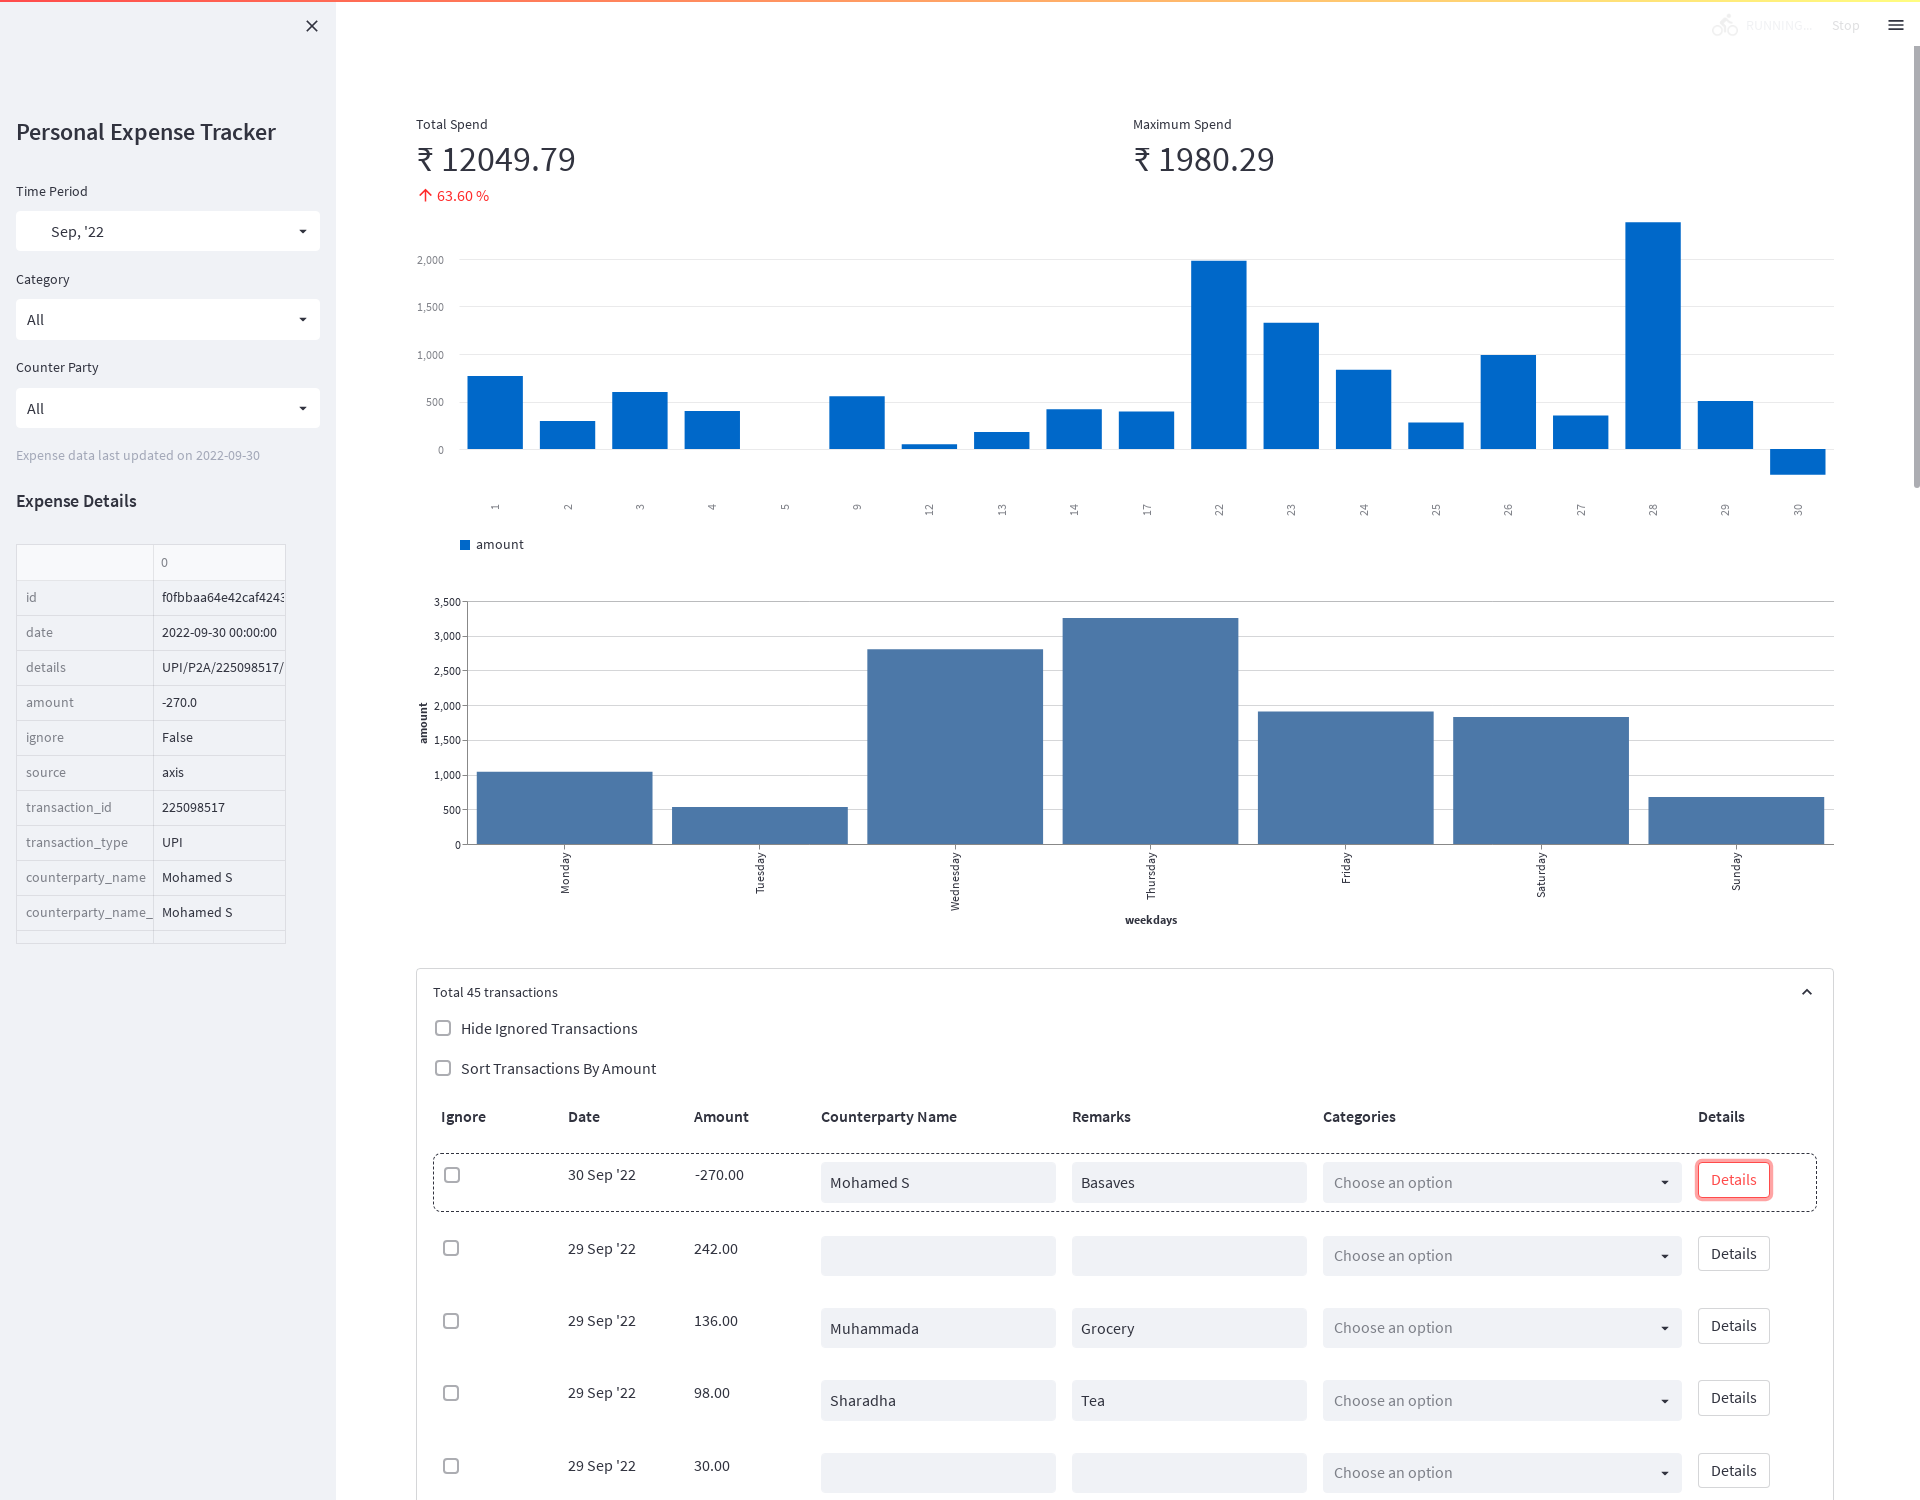 RUNNING...
Stop
Personal Expense Tracker
Time Period
Sep, '22
Category
All
Counter Party
All
Expense data last updated on 2022-09-30
Expense Details
0
id f0fbbaa64e42caf4243
date 2022-09-30 00:00:00
details UPI/P2A/225098517/
amount -270.0
ignore False
source axis
transaction_id 225098517
transaction_type UPI
counterparty_name Mohamed S
counterparty_name_ Mohamed S
Total Spend
₹ 12049.79
63.60 %
Maximum Spend
₹ 1980.29
2,000
1,500
1,000
500
0
1 2 3 4 5 9 12 13 14 17 22 23 24 25 26 27 28 29 30
amount
amount
3,500
3,000
2,500
2,000
1,500
1,000
500
0
Monday Tuesday Wednesday Thursday Friday Saturday Sunday
weekdays
Total 45 transactions
Hide Ignored Transactions
Sort Transactions By Amount
Ignore Date Amount Counterparty Name Remarks Categories Details
30 Sep '22 -270.00 Mohamed S Basaves Choose an option Details
29 Sep '22 242.00 Choose an option Details
29 Sep '22 136.00 Muhammada Grocery Choose an option Details
29 Sep '22 98.00 Sharadha Tea Choose an option Details
29 Sep '22 30.00 Choose an option Details